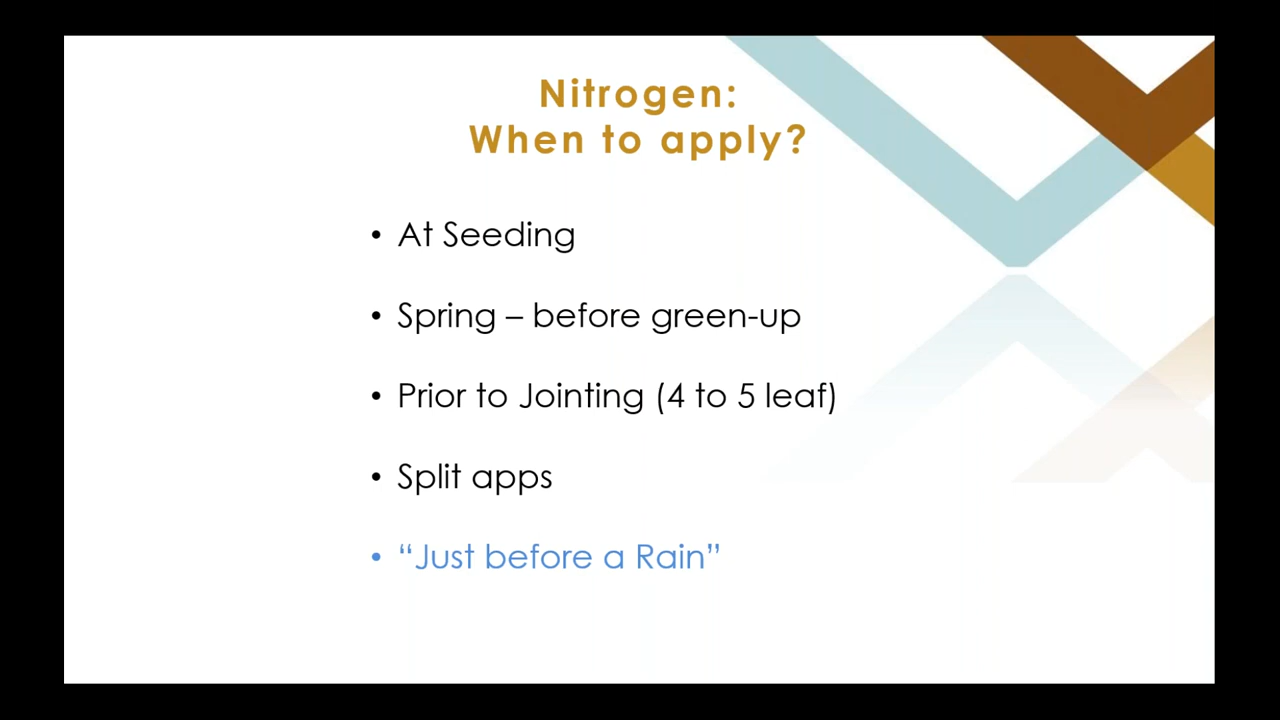 Nitrogen:
When to apply?
• At Seeding
• Spring – before green-up
• Prior to Jointing (4 to 5 leaf)
• Split apps
• “Just before a Rain”